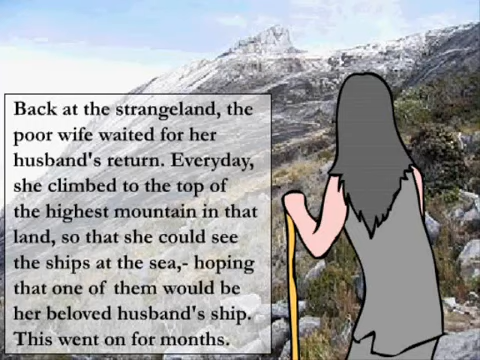 Back at the strangeland, the
poor wife waited for her
husband's return. Everyday,
she climbed to the top of
the highest mountain in that
land, so that she could see
the ships at the sea,- hoping
that one of them would be
her beloved husband's ship.
This went on for months.